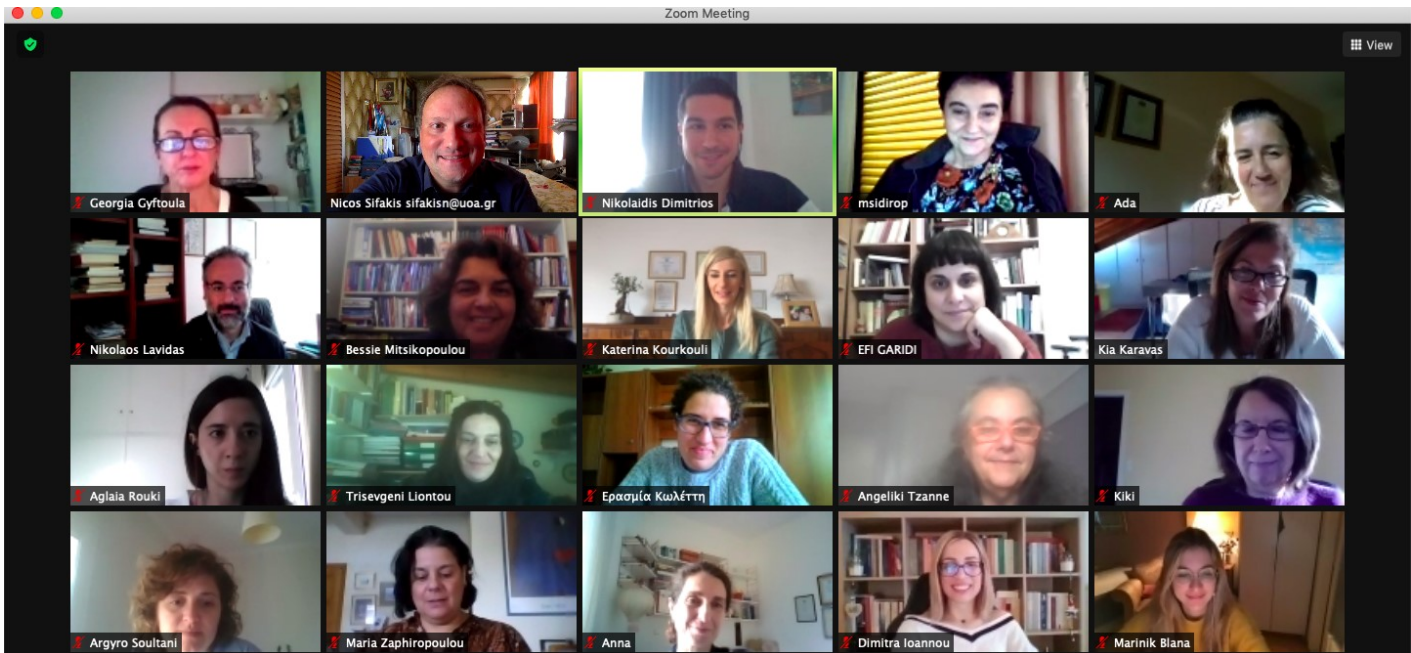 Zoom Meeting
View
Georgia Gyftoula
Nicos Sifakis sifakisn@uoa.gr
Nikolaidis Dimitrios
msidirop
Ada
Nikolaos Lavidas
Bessie Mitsikopoulou
Katerina Kourkouli
EFI GARIDI
Kia Karavas
Aglaia Rouki
Trisevgeni Liontou
Ερασμία Κωλέττη
Angeliki Tzanne
Kiki
Argyro Soultani
Maria Zaphiropoulou
Anna
Dimitra Ioannou
Marinik Blana